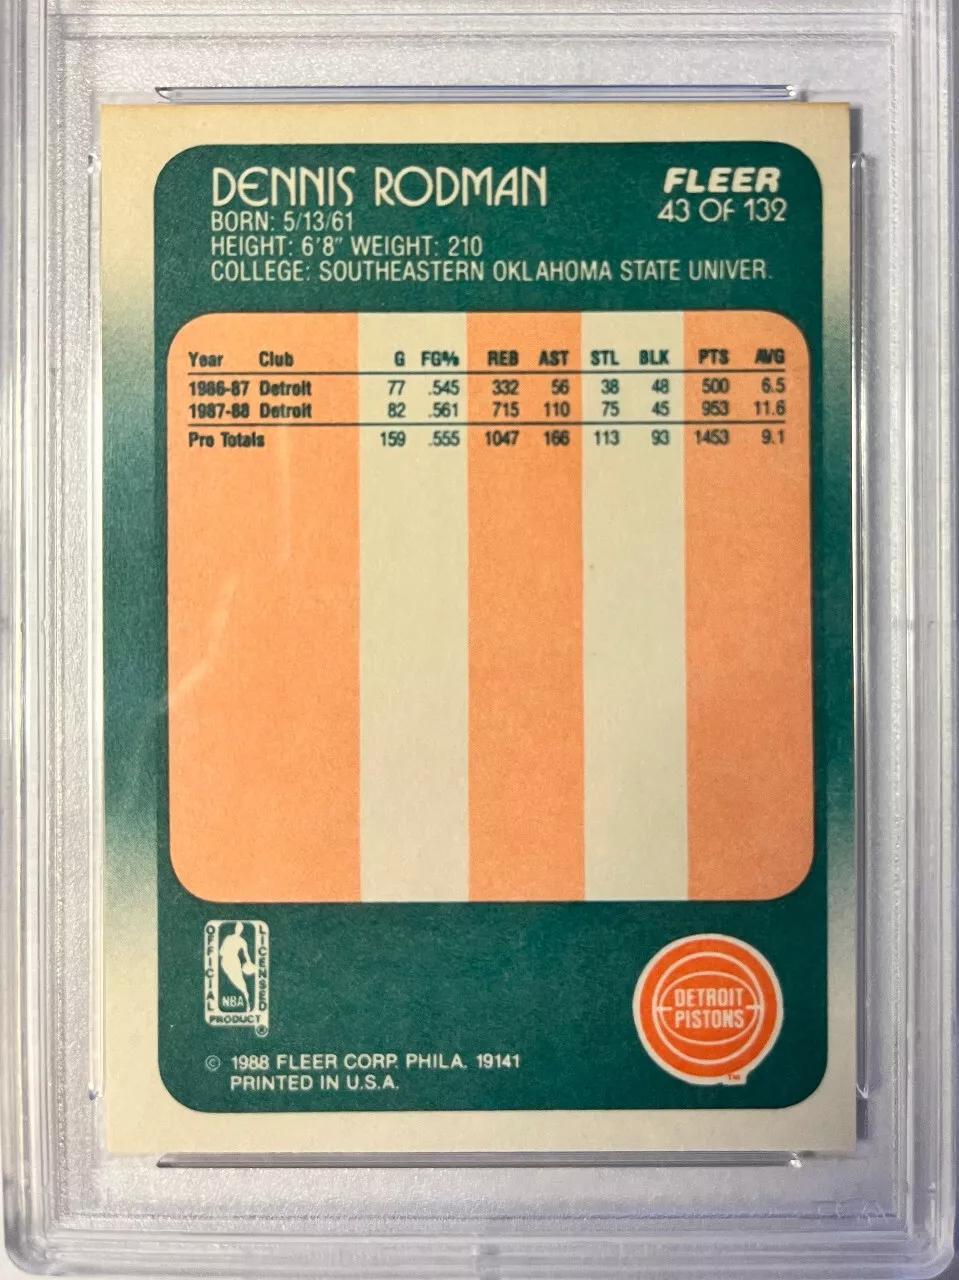 DENNIS RODMAN
BORN: 5/13/61
HEIGHT: 6'8" WEIGHT: 210
COLLEGE: SOUTHEASTERN OKLAHOMA STATE UNIVER.
FLEER
43 OF 132
Year Club G FG% REB AST STL BLK PTS AVG
1986-87 Detroit 77 .545 332 56 38 48 500 6.5
1987-88 Detroit 82 .561 715 110 75 45 953 11.6
Pro Totals 159 .555 1047 166 113 93 1453 9.1
OFFICIAL
LICENSED
NBA
PRODUCT
®
DETROIT
PISTONS
TM
© 1988 FLEER CORP. PHILA. 19141
PRINTED IN U.S.A.